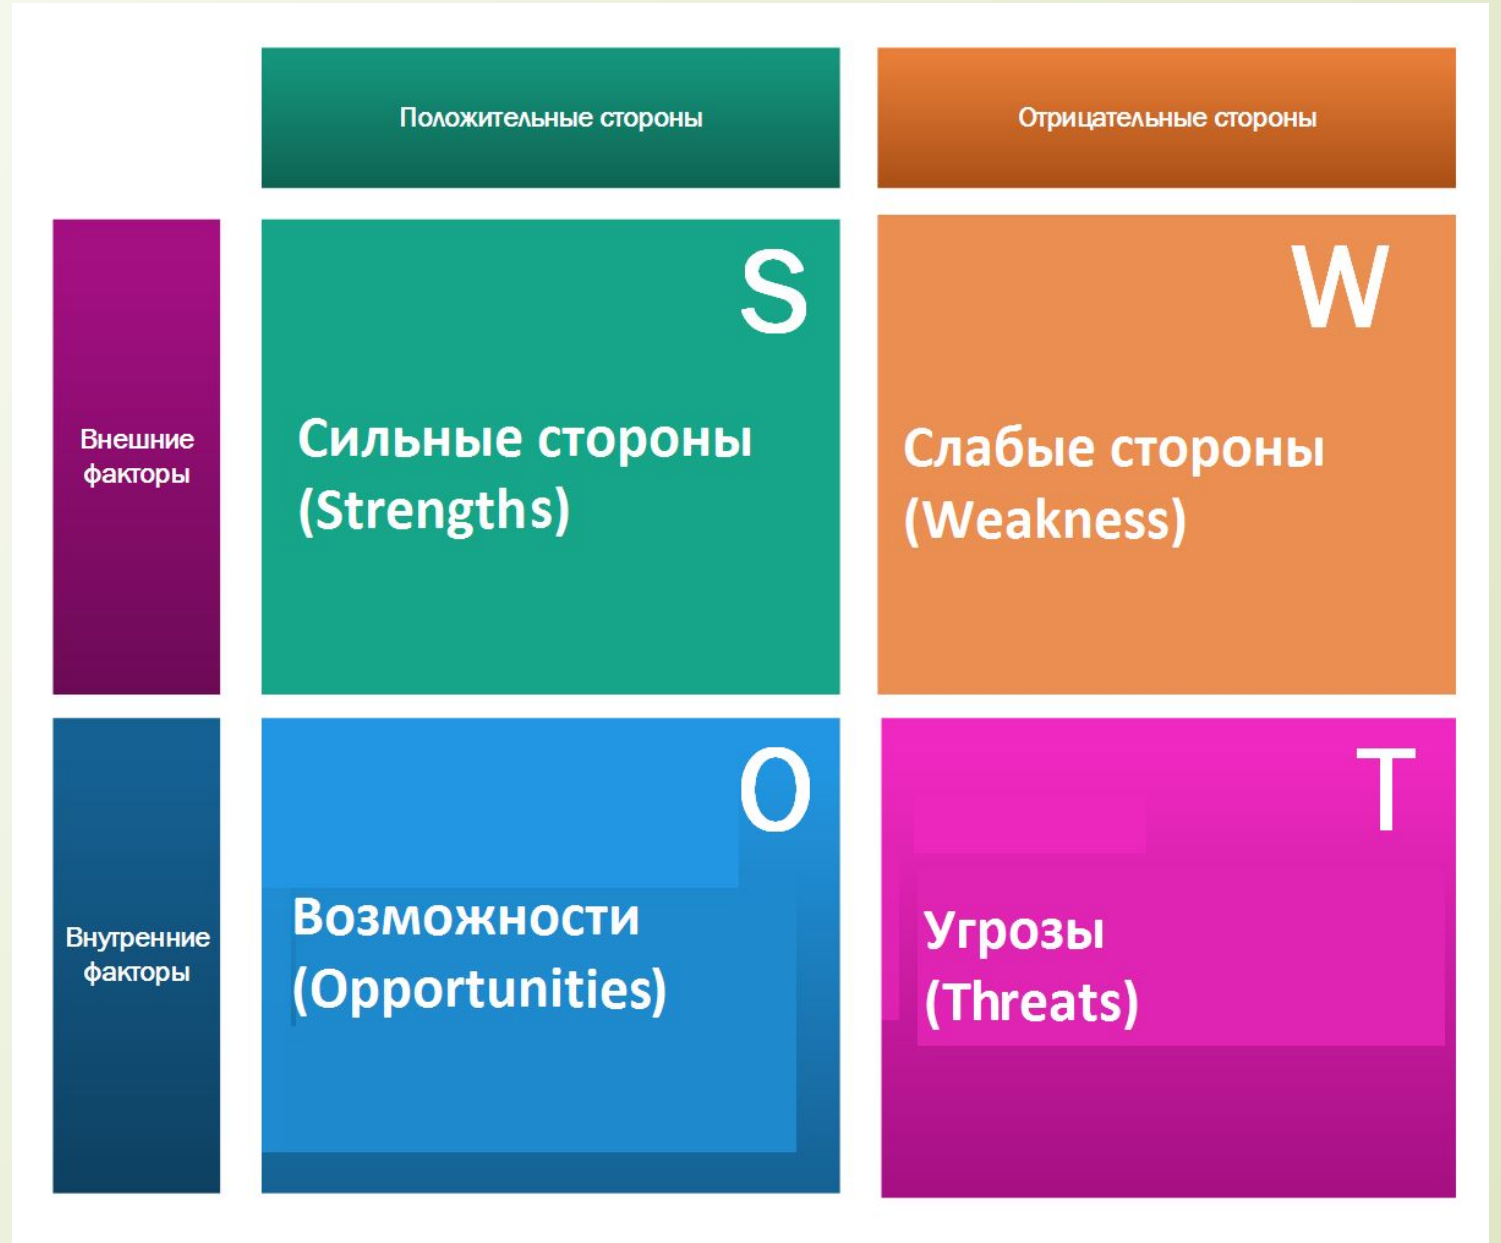 Положительные стороны
Отрицательные стороны
Внешние
факторы
S
Сильные стороны
(Strengths)
W
Слабые стороны
(Weakness)
Внутренние
факторы
O
Возможности
(Opportunities)
T
Угрозы
(Threats)